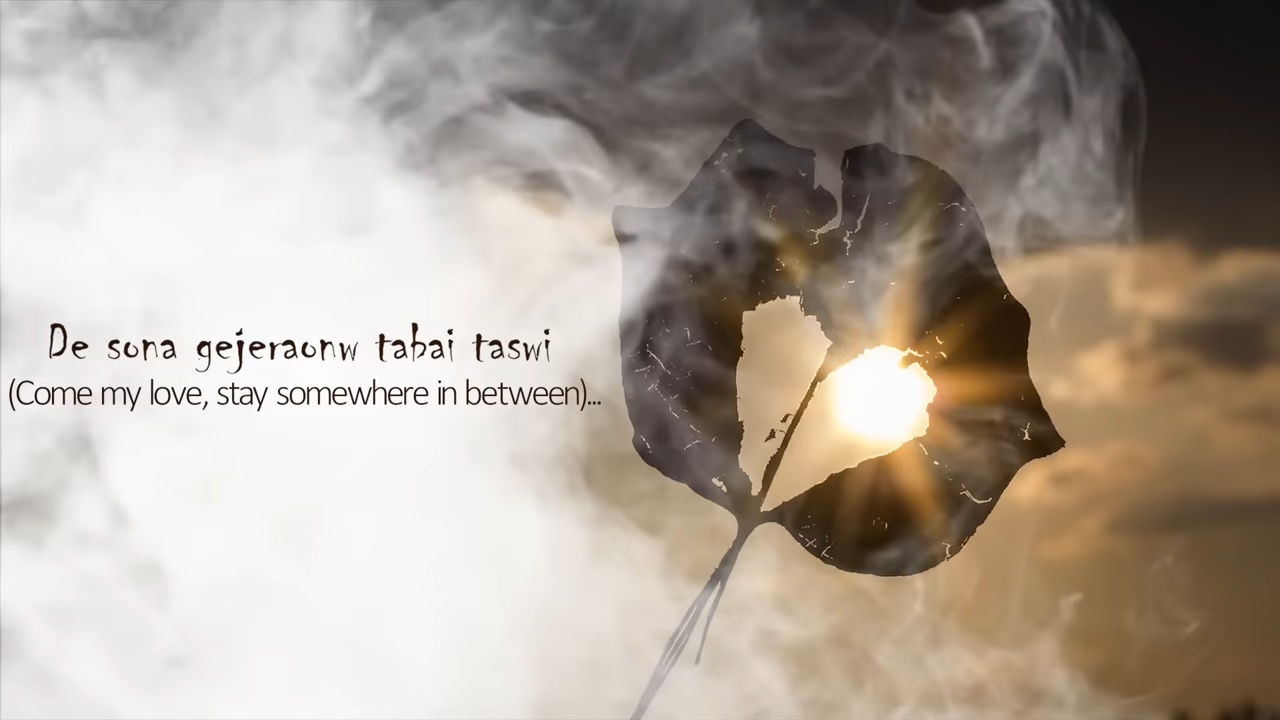 De sona gejeraonw tabai taswi
(Come my love, stay somewhere in between)...